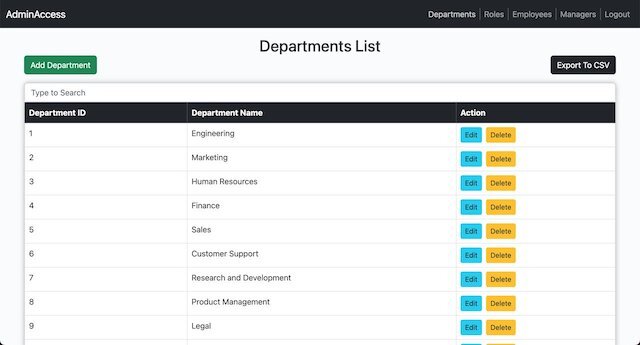 AdminAccess Departments Roles Employees Managers Logout
Departments List
Add Department Export To CSV
Type to Search
Department ID Department Name Action
1 Engineering Edit Delete
2 Marketing Edit Delete
3 Human Resources Edit Delete
4 Finance Edit Delete
5 Sales Edit Delete
6 Customer Support Edit Delete
7 Research and Development Edit Delete
8 Product Management Edit Delete
9 Legal Edit Delete